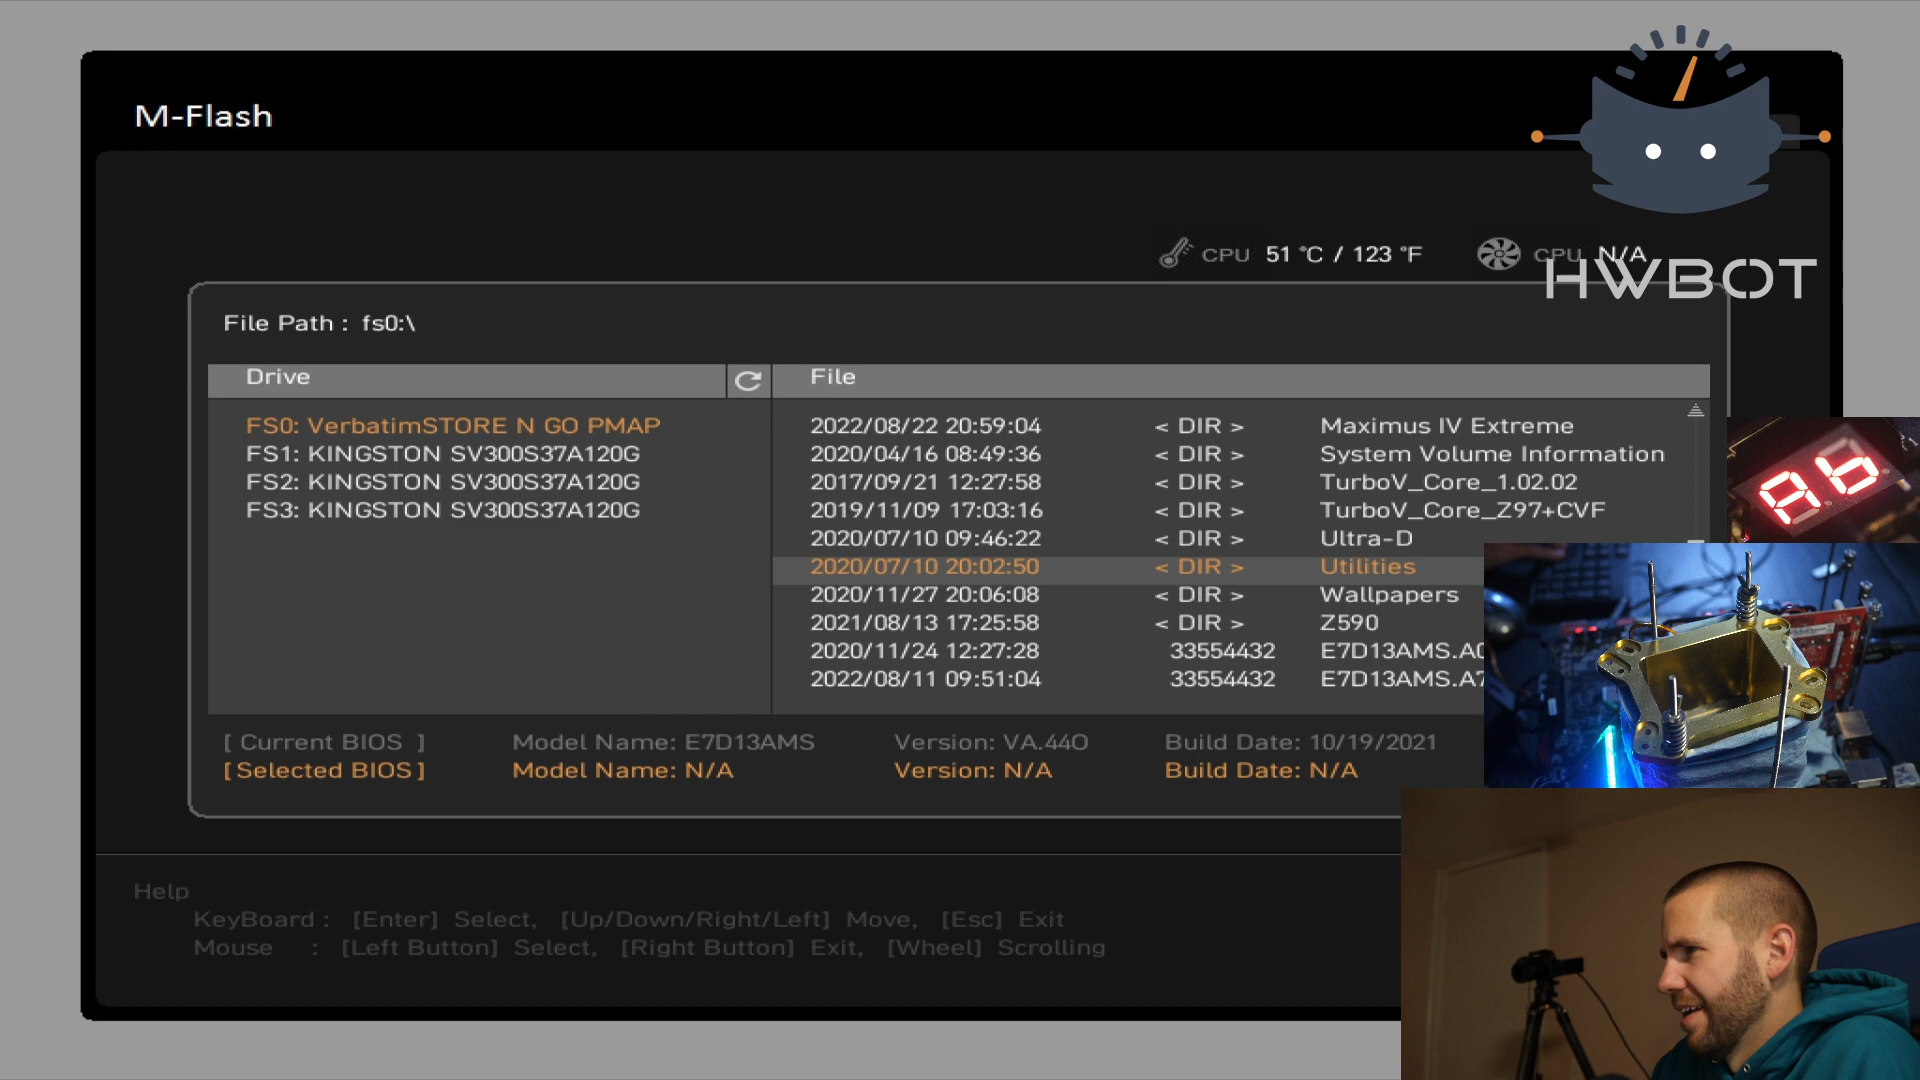 M-Flash
CPU 51 °C / 123 °F CPU N/A
HWBOT
File Path : fs0:\
Drive File
FS0: VerbatimSTORE N GO PMAP
FS1: KINGSTON SV300S37A120G
FS2: KINGSTON SV300S37A120G
FS3: KINGSTON SV300S37A120G
2022/08/22 20:59:04 < DIR > Maximus IV Extreme
2020/04/16 08:49:36 < DIR > System Volume Information
2017/09/21 12:27:58 < DIR > TurboV_Core_1.02.02
2019/11/09 17:03:16 < DIR > TurboV_Core_Z97+CVF
2020/07/10 09:46:22 < DIR > Ultra-D
2020/07/10 20:02:50 < DIR > Utilities
2020/11/27 20:06:08 < DIR > Wallpapers
2021/08/13 17:25:58 < DIR > Z590
2020/11/24 12:27:28 33554432 E7D13AMS.A0
2022/08/11 09:51:04 33554432 E7D13AMS.A7
[ Current BIOS ] Model Name: E7D13AMS Version: VA.44O Build Date: 10/19/2021
[ Selected BIOS ] Model Name: N/A Version: N/A Build Date: N/A
Help
KeyBoard : [Enter] Select, [Up/Down/Right/Left] Move, [Esc] Exit
Mouse : [Left Button] Select, [Right Button] Exit, [Wheel] Scrolling